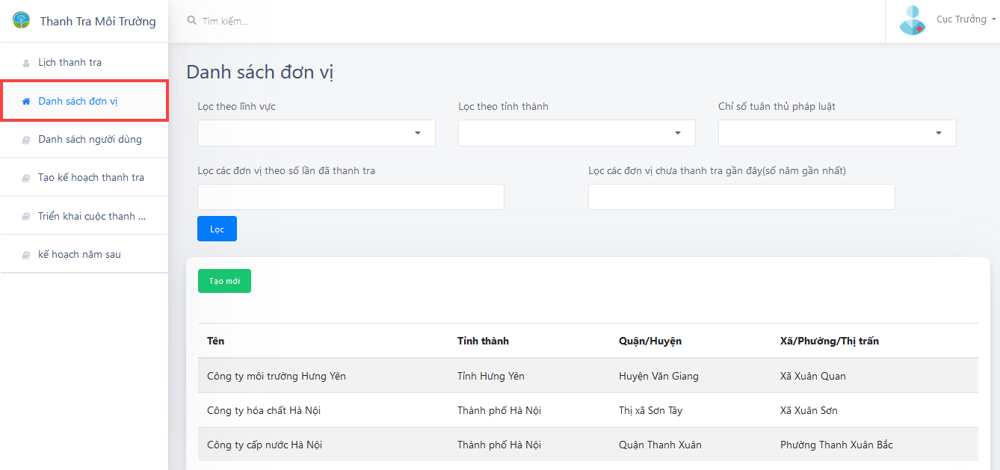 Thanh Tra Môi Trường
Tìm kiếm...
Cục Trưởng
Lịch thanh tra
Danh sách đơn vị
Danh sách người dùng
Tạo kế hoạch thanh tra
Triển khai cuộc thanh ...
kế hoạch năm sau
Danh sách đơn vị
Lọc theo lĩnh vực
Lọc theo tỉnh thành
Chỉ số tuân thủ pháp luật
Lọc các đơn vị theo số lần đã thanh tra
Lọc các đơn vị chưa thanh tra gần đây(số năm gần nhất)
Lọc
Tạo mới
Tên Tỉnh thành Quận/Huyện Xã/Phường/Thị trấn
Công ty môi trường Hưng Yên Tỉnh Hưng Yên Huyện Văn Giang Xã Xuân Quan
Công ty hóa chất Hà Nội Thành phố Hà Nội Thị xã Sơn Tây Xã Xuân Sơn
Công ty cấp nước Hà Nội Thành phố Hà Nội Quận Thanh Xuân Phường Thanh Xuân Bắc